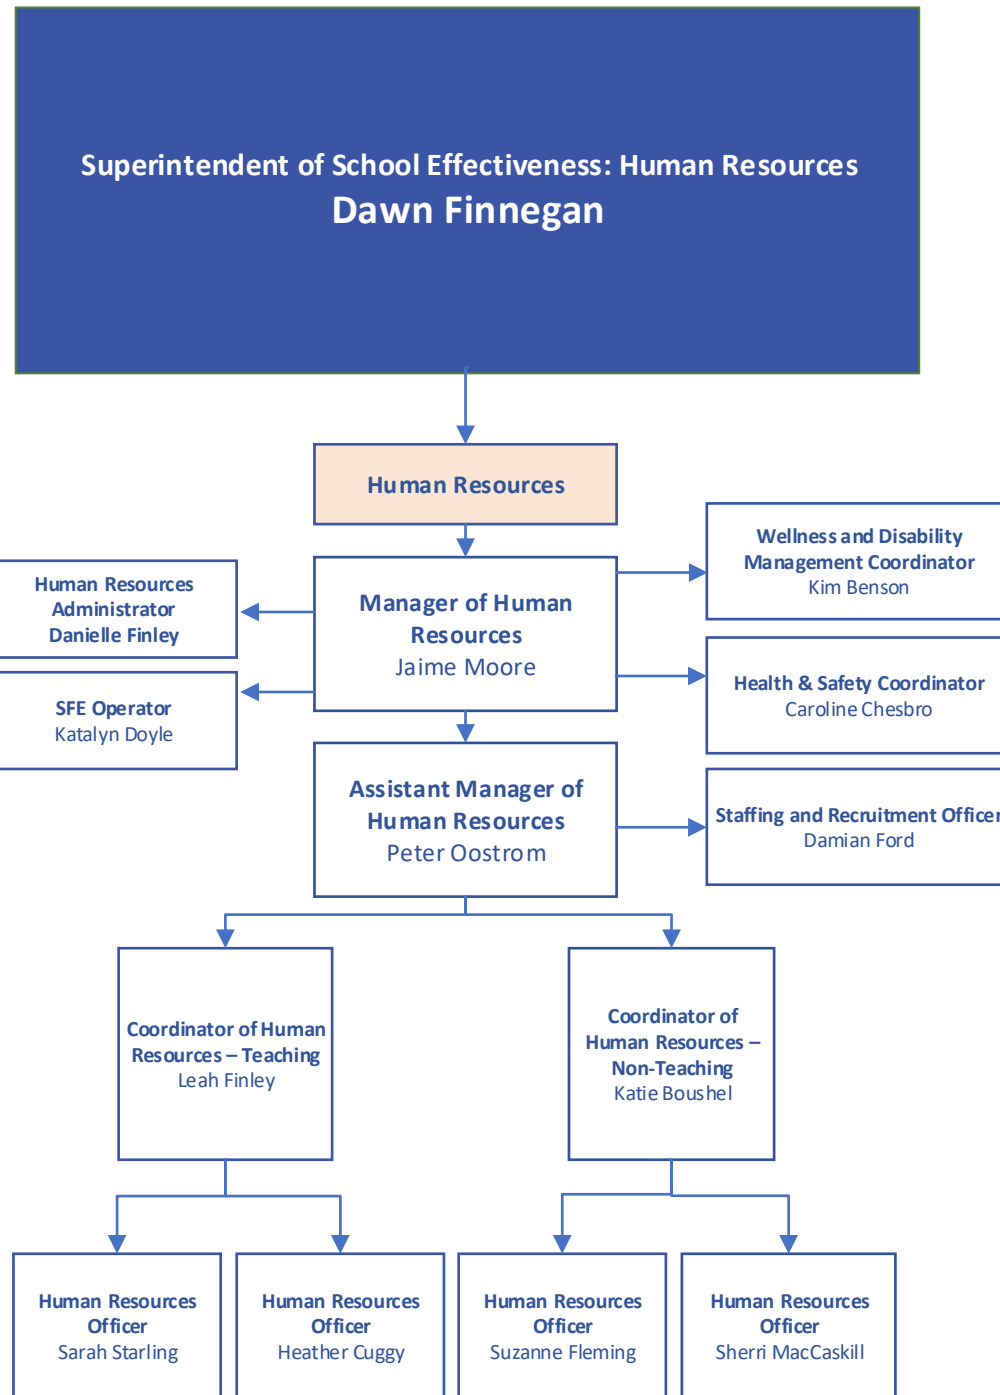 Superintendent of School Effectiveness: Human Resources
Dawn Finnegan
Human Resources
Wellness and Disability
Management Coordinator
Kim Benson
Human Resources
Administrator
Danielle Finley
Manager of Human
Resources
Jaime Moore
Health & Safety Coordinator
Caroline Chesbro
SFE Operator
Katalyn Doyle
Assistant Manager of
Human Resources
Peter Oostrom
Staffing and Recruitment Officer
Damian Ford
Coordinator of Human
Resources – Teaching
Leah Finley
Coordinator of
Human Resources –
Non-Teaching
Katie Boushel
Human Resources
Officer
Sarah Starling
Human Resources
Officer
Heather Cuggy
Human Resources
Officer
Suzanne Fleming
Human Resources
Officer
Sherri MacCaskill